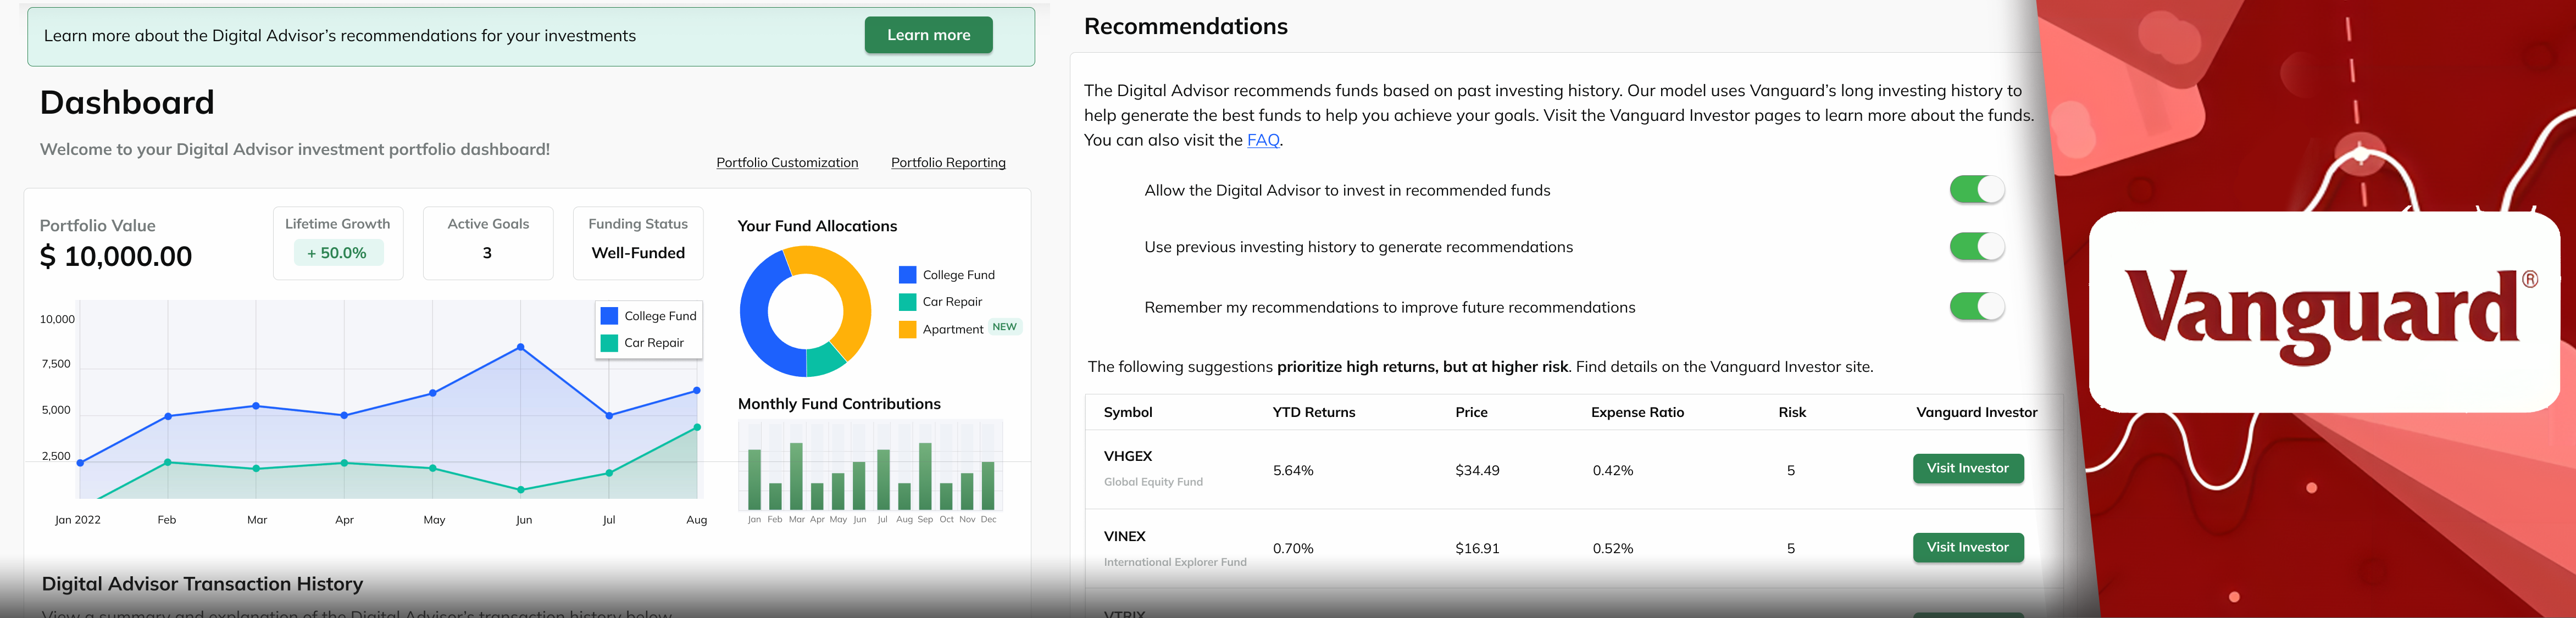 Learn more about the Digital Advisor's recommendations for your investments
Learn more
Dashboard
Welcome to your Digital Advisor investment portfolio dashboard!
Portfolio Customization
Portfolio Reporting
Portfolio Value
$ 10,000.00
Lifetime Growth
+ 50.0%
Active Goals
3
Funding Status
Well-Funded
10,000
7,500
5,000
2,500
College Fund
Car Repair
Jan 2022 Feb Mar Apr May Jun Jul Aug
Your Fund Allocations
College Fund
Car Repair
Apartment NEW
Monthly Fund Contributions
Jan Feb Mar Apr May Jun Jul Aug Sep Oct Nov Dec
Digital Advisor Transaction History
View a summary and explanation of the Digital Advisor's transaction history below
Recommendations
The Digital Advisor recommends funds based on past investing history. Our model uses Vanguard's long investing history to
help generate the best funds to help you achieve your goals. Visit the Vanguard Investor pages to learn more about the funds.
You can also visit the FAQ.
Allow the Digital Advisor to invest in recommended funds
Use previous investing history to generate recommendations
Remember my recommendations to improve future recommendations
The following suggestions prioritize high returns, but at higher risk. Find details on the Vanguard Investor site.
Symbol YTD Returns Price Expense Ratio Risk Vanguard Investor
VHGEX
Global Equity Fund
5.64% $34.49 0.42% 5 Visit Investor
VINEX
International Explorer Fund
0.70% $16.91 0.52% 5 Visit Investor
VTRIX
Vanguard®